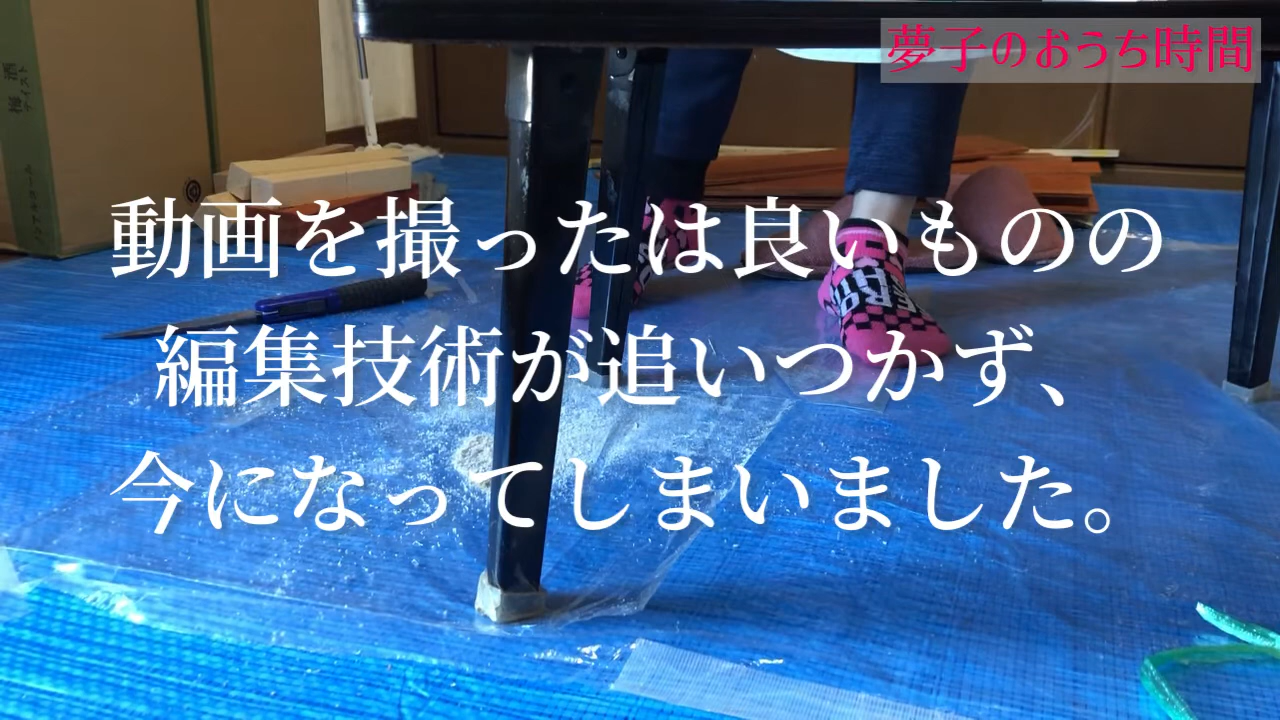 夢子のおうち時間
動画を撮ったは良いものの
編集技術が追いつかず、
今になってしまいました。